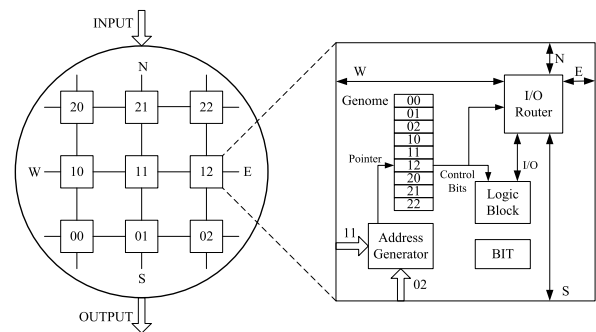 INPUT
N
20 21 22
W 10 11 12 E
00 01 02
S
OUTPUT
N
W E
Genome
00
01
02
10
11
12
20
21
22
I/O
Router
Pointer
Control
Bits
I/O
Logic
Block
11
Address
Generator
BIT
02
S